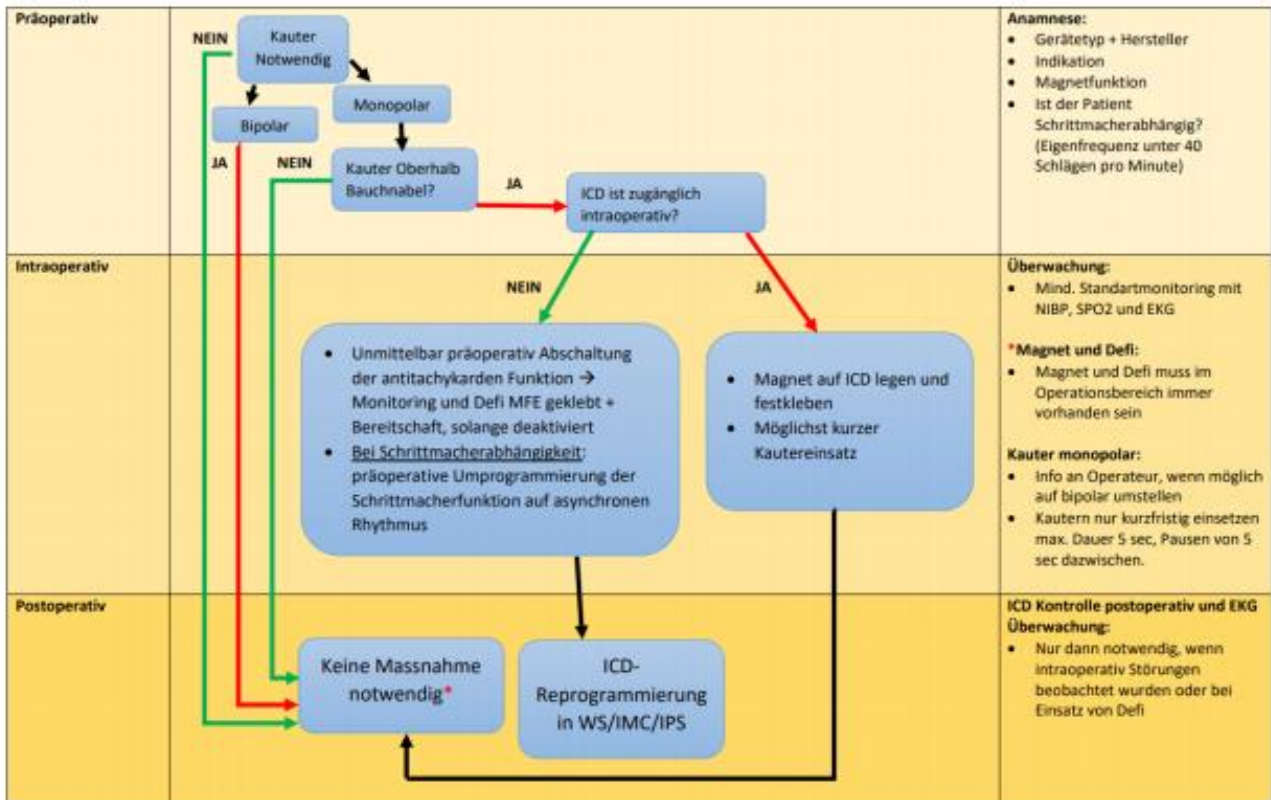 Präoperativ
NEIN
Kauter
Notwendig
Monopolar
Bipolar
JA
NEIN
Kauter Oberhalb
Bauchnabel?
JA
ICD ist zugänglich
intraoperativ?
Anamnese:
• Gerätetyp + Hersteller
• Indikation
• Magnetfunktion
• Ist der Patient
Schrittmacherabhängig?
(Eigenfrequenz unter 40
Schlägen pro Minute)
Intraoperativ
NEIN
JA
• Unmittelbar präoperativ Abschaltung
der antitachykarden Funktion →
Monitoring und Defi MFE geklebt +
Bereitschaft, solange deaktiviert
• Bei Schrittmacherabhängigkeit:
präoperative Umprogrammierung der
Schrittmacherfunktion auf asynchronen
Rhythmus
• Magnet auf ICD legen und
festkleben
• Möglichst kurzer
Kautereinsatz
Überwachung:
• Mind. Standartmonitoring mit
NIBP, SPO2 und EKG
*Magnet und Defi:
• Magnet und Defi muss im
Operationsbereich immer
vorhanden sein
Kauter monopolar:
• Info an Operateur, wenn möglich
auf bipolar umstellen
• Kautern nur kurzfristig einsetzen
max. Dauer 5 sec, Pausen von 5
sec dazwischen.
Postoperativ
Keine Massnahme
notwendig*
ICD-
Reprogrammierung
in WS/IMC/IPS
ICD Kontrolle postoperativ und EKG
Überwachung:
• Nur dann notwendig, wenn
intraoperativ Störungen
beobachtet wurden oder bei
Einsatz von Defi